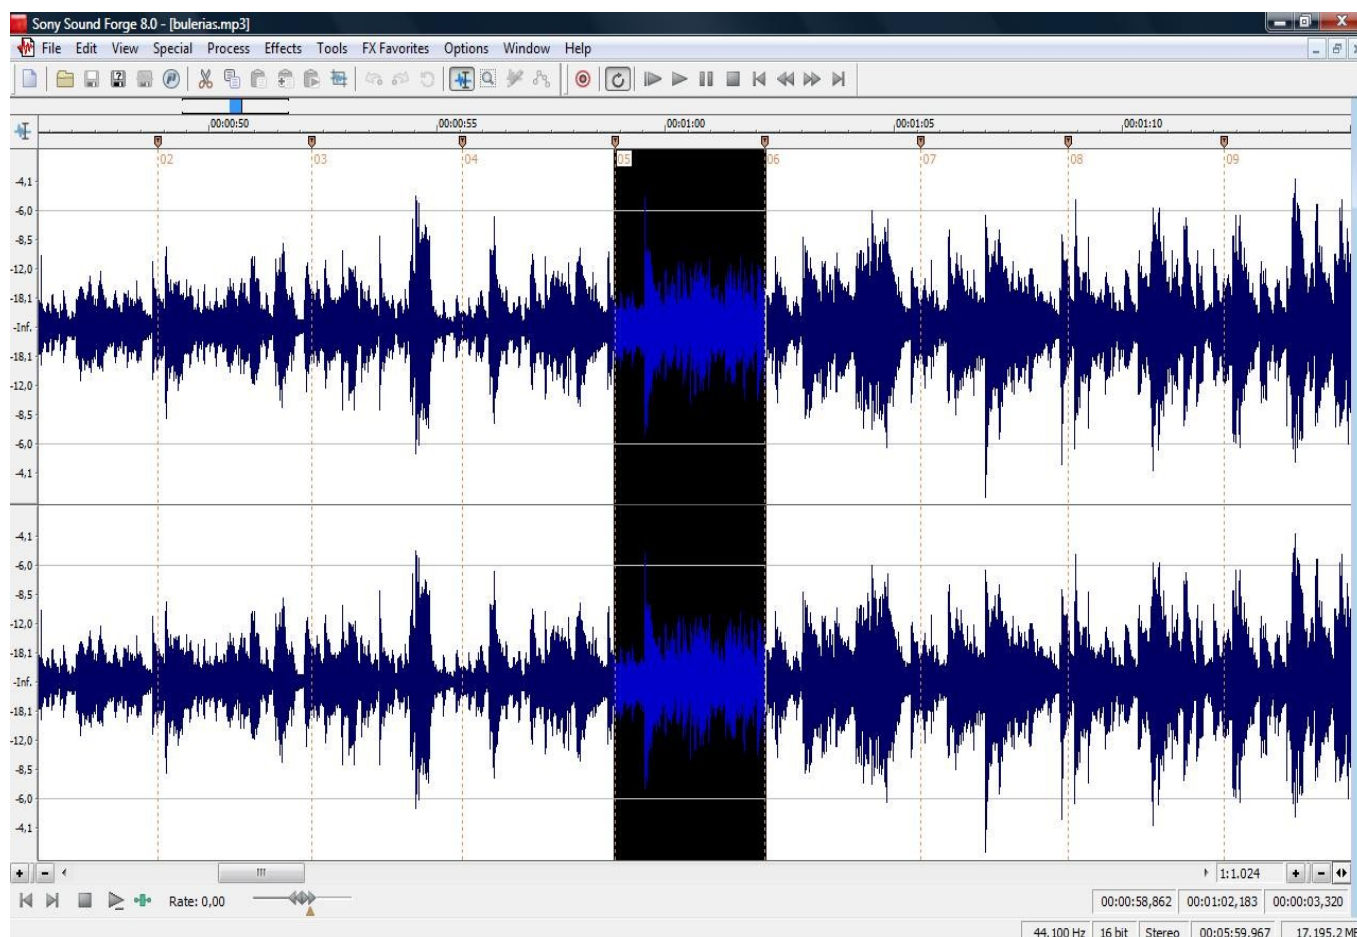 Sony Sound Forge 8.0 - [bulerias.mp3]
File Edit View Special Process Effects Tools FX Favorites Options Window Help
00:00:50 00:00:55 00:01:00 00:01:05 00:01:10
02 03 04 05 06 07 08 09
-4,1
-6,0
-8,5
-12,0
-18,1
-Inf.
-18,1
-12,0
-8,5
-6,0
-4,1
-4,1
-6,0
-8,5
-12,0
-18,1
-Inf.
-18,1
-12,0
-8,5
-6,0
-4,1
1:1.024
Rate: 0,00 00:00:58,862 00:01:02,183 00:00:03,320
44.100 Hz 16 bit Stereo 00:05:59,967 17.195,2 MB